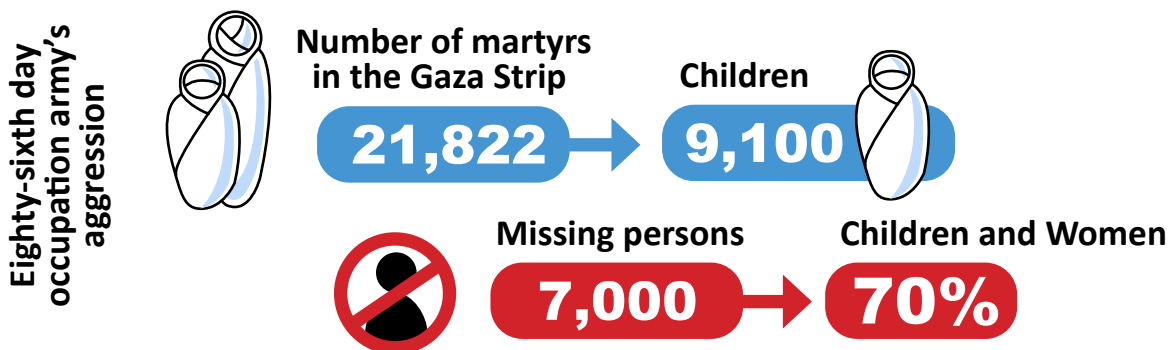 Eighty-sixth day
occupation army's
aggression
Number of martyrs
in the Gaza Strip
21,822
Children
9,100
Missing persons
7,000
Children and Women
70%